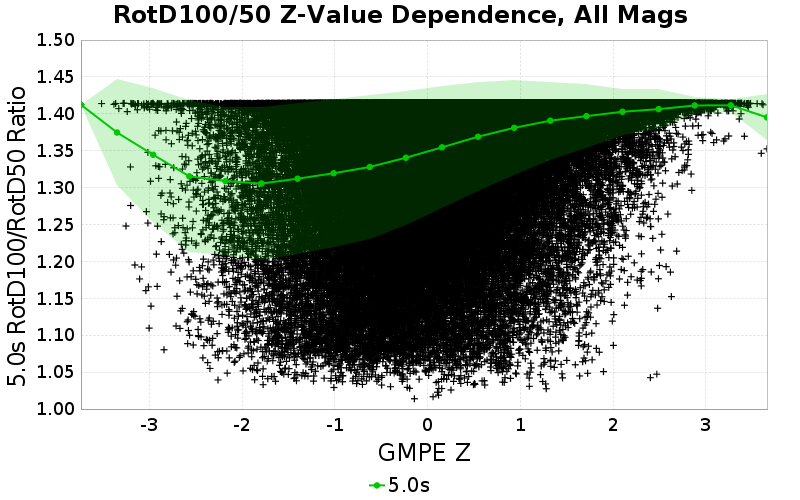 RotD100/50 Z-Value Dependence, All Mags
5.0s RotD100/RotD50 Ratio
1.50
1.45
1.40
1.35
1.30
1.25
1.20
1.15
1.10
1.05
1.00
-3 -2 -1 0 1 2 3
GMPE Z
5.0s